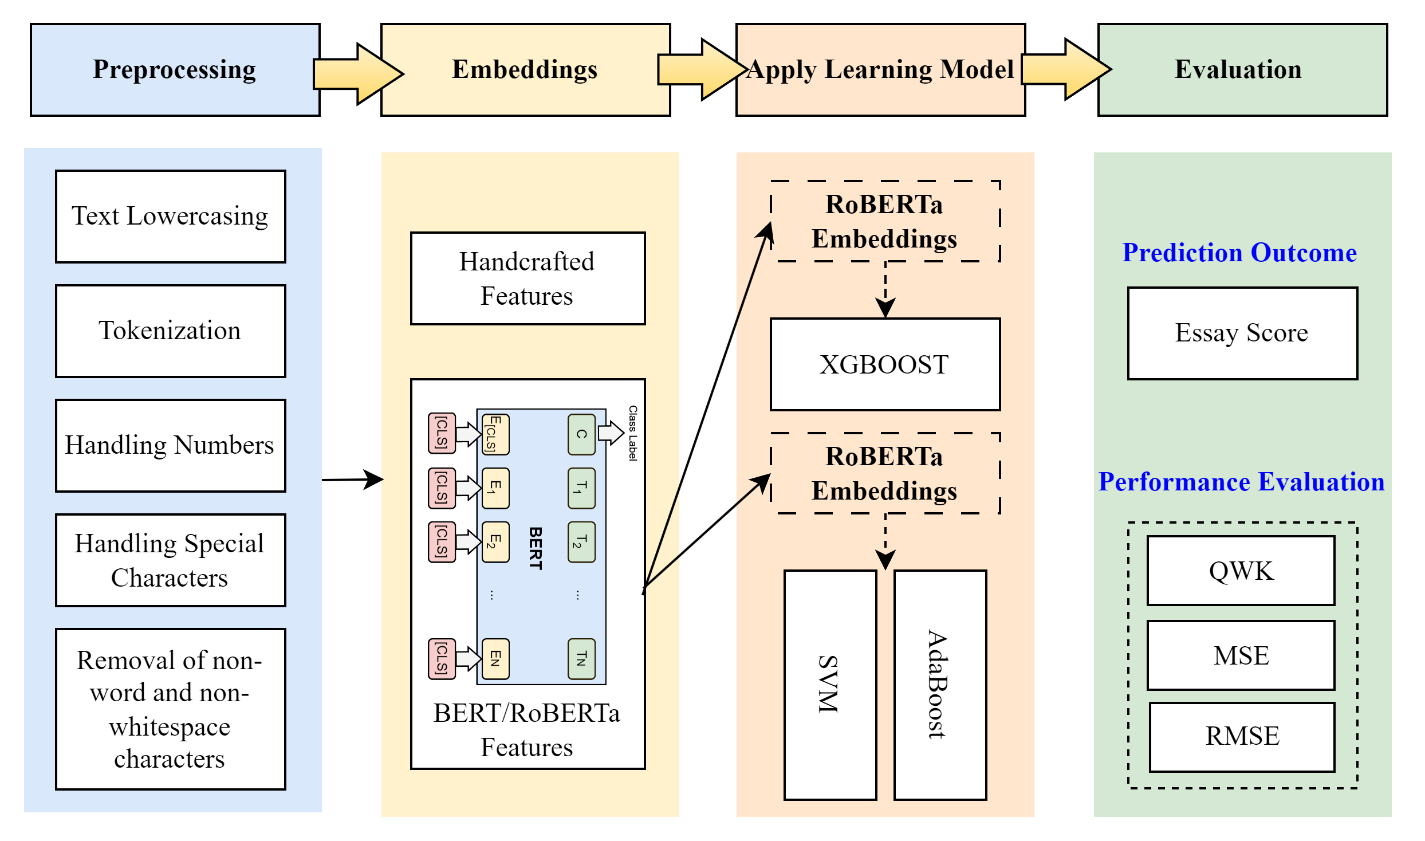 Preprocessing
Embeddings
Apply Learning Model
Evaluation
Text Lowercasing
Tokenization
Handling Numbers
Handling Special
Characters
Removal of non-
word and non-
whitespace
characters
Handcrafted
Features
[CLS]
E[CLS]
C
Class Label
[CLS]
E1
T1
[CLS]
E2
T2
BERT
...
...
[CLS]
EN
TN
BERT/RoBERTa
Features
RoBERTa
Embeddings
XGBOOST
RoBERTa
Embeddings
SVM
AdaBoost
Prediction Outcome
Essay Score
Performance Evaluation
QWK
MSE
RMSE